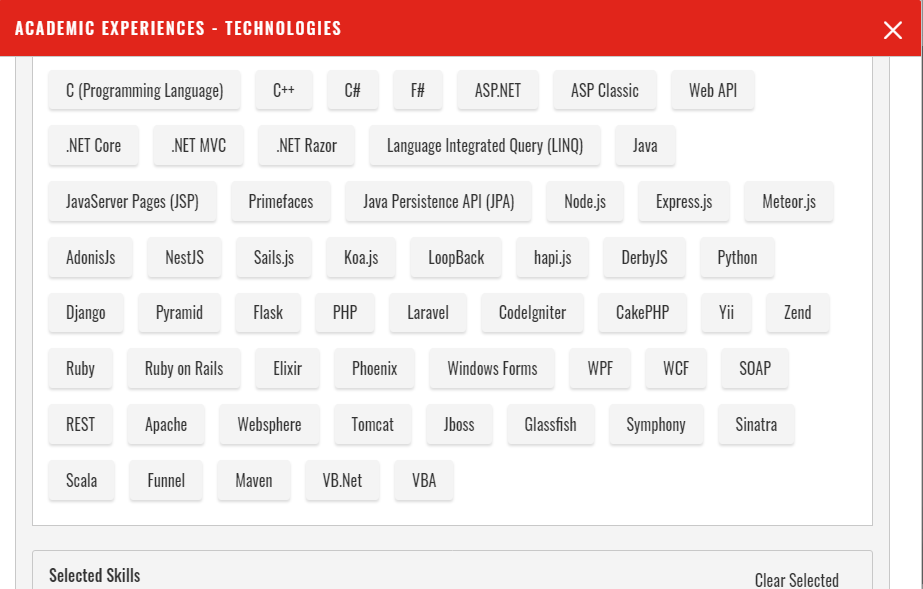 ACADEMIC EXPERIENCES - TECHNOLOGIES
C (Programming Language) C++ C# F# ASP.NET ASP Classic Web API
.NET Core .NET MVC .NET Razor Language Integrated Query (LINQ) Java
JavaServer Pages (JSP) Primefaces Java Persistence API (JPA) Node.js Express.js Meteor.js
AdonisJs NestJS Sails.js Koa.js LoopBack hapi.js DerbyJS Python
Django Pyramid Flask PHP Laravel CodeIgniter CakePHP Yii Zend
Ruby Ruby on Rails Elixir Phoenix Windows Forms WPF WCF SOAP
REST Apache Websphere Tomcat Jboss Glassfish Symphony Sinatra
Scala Funnel Maven VB.Net VBA
Selected Skills
Clear Selected